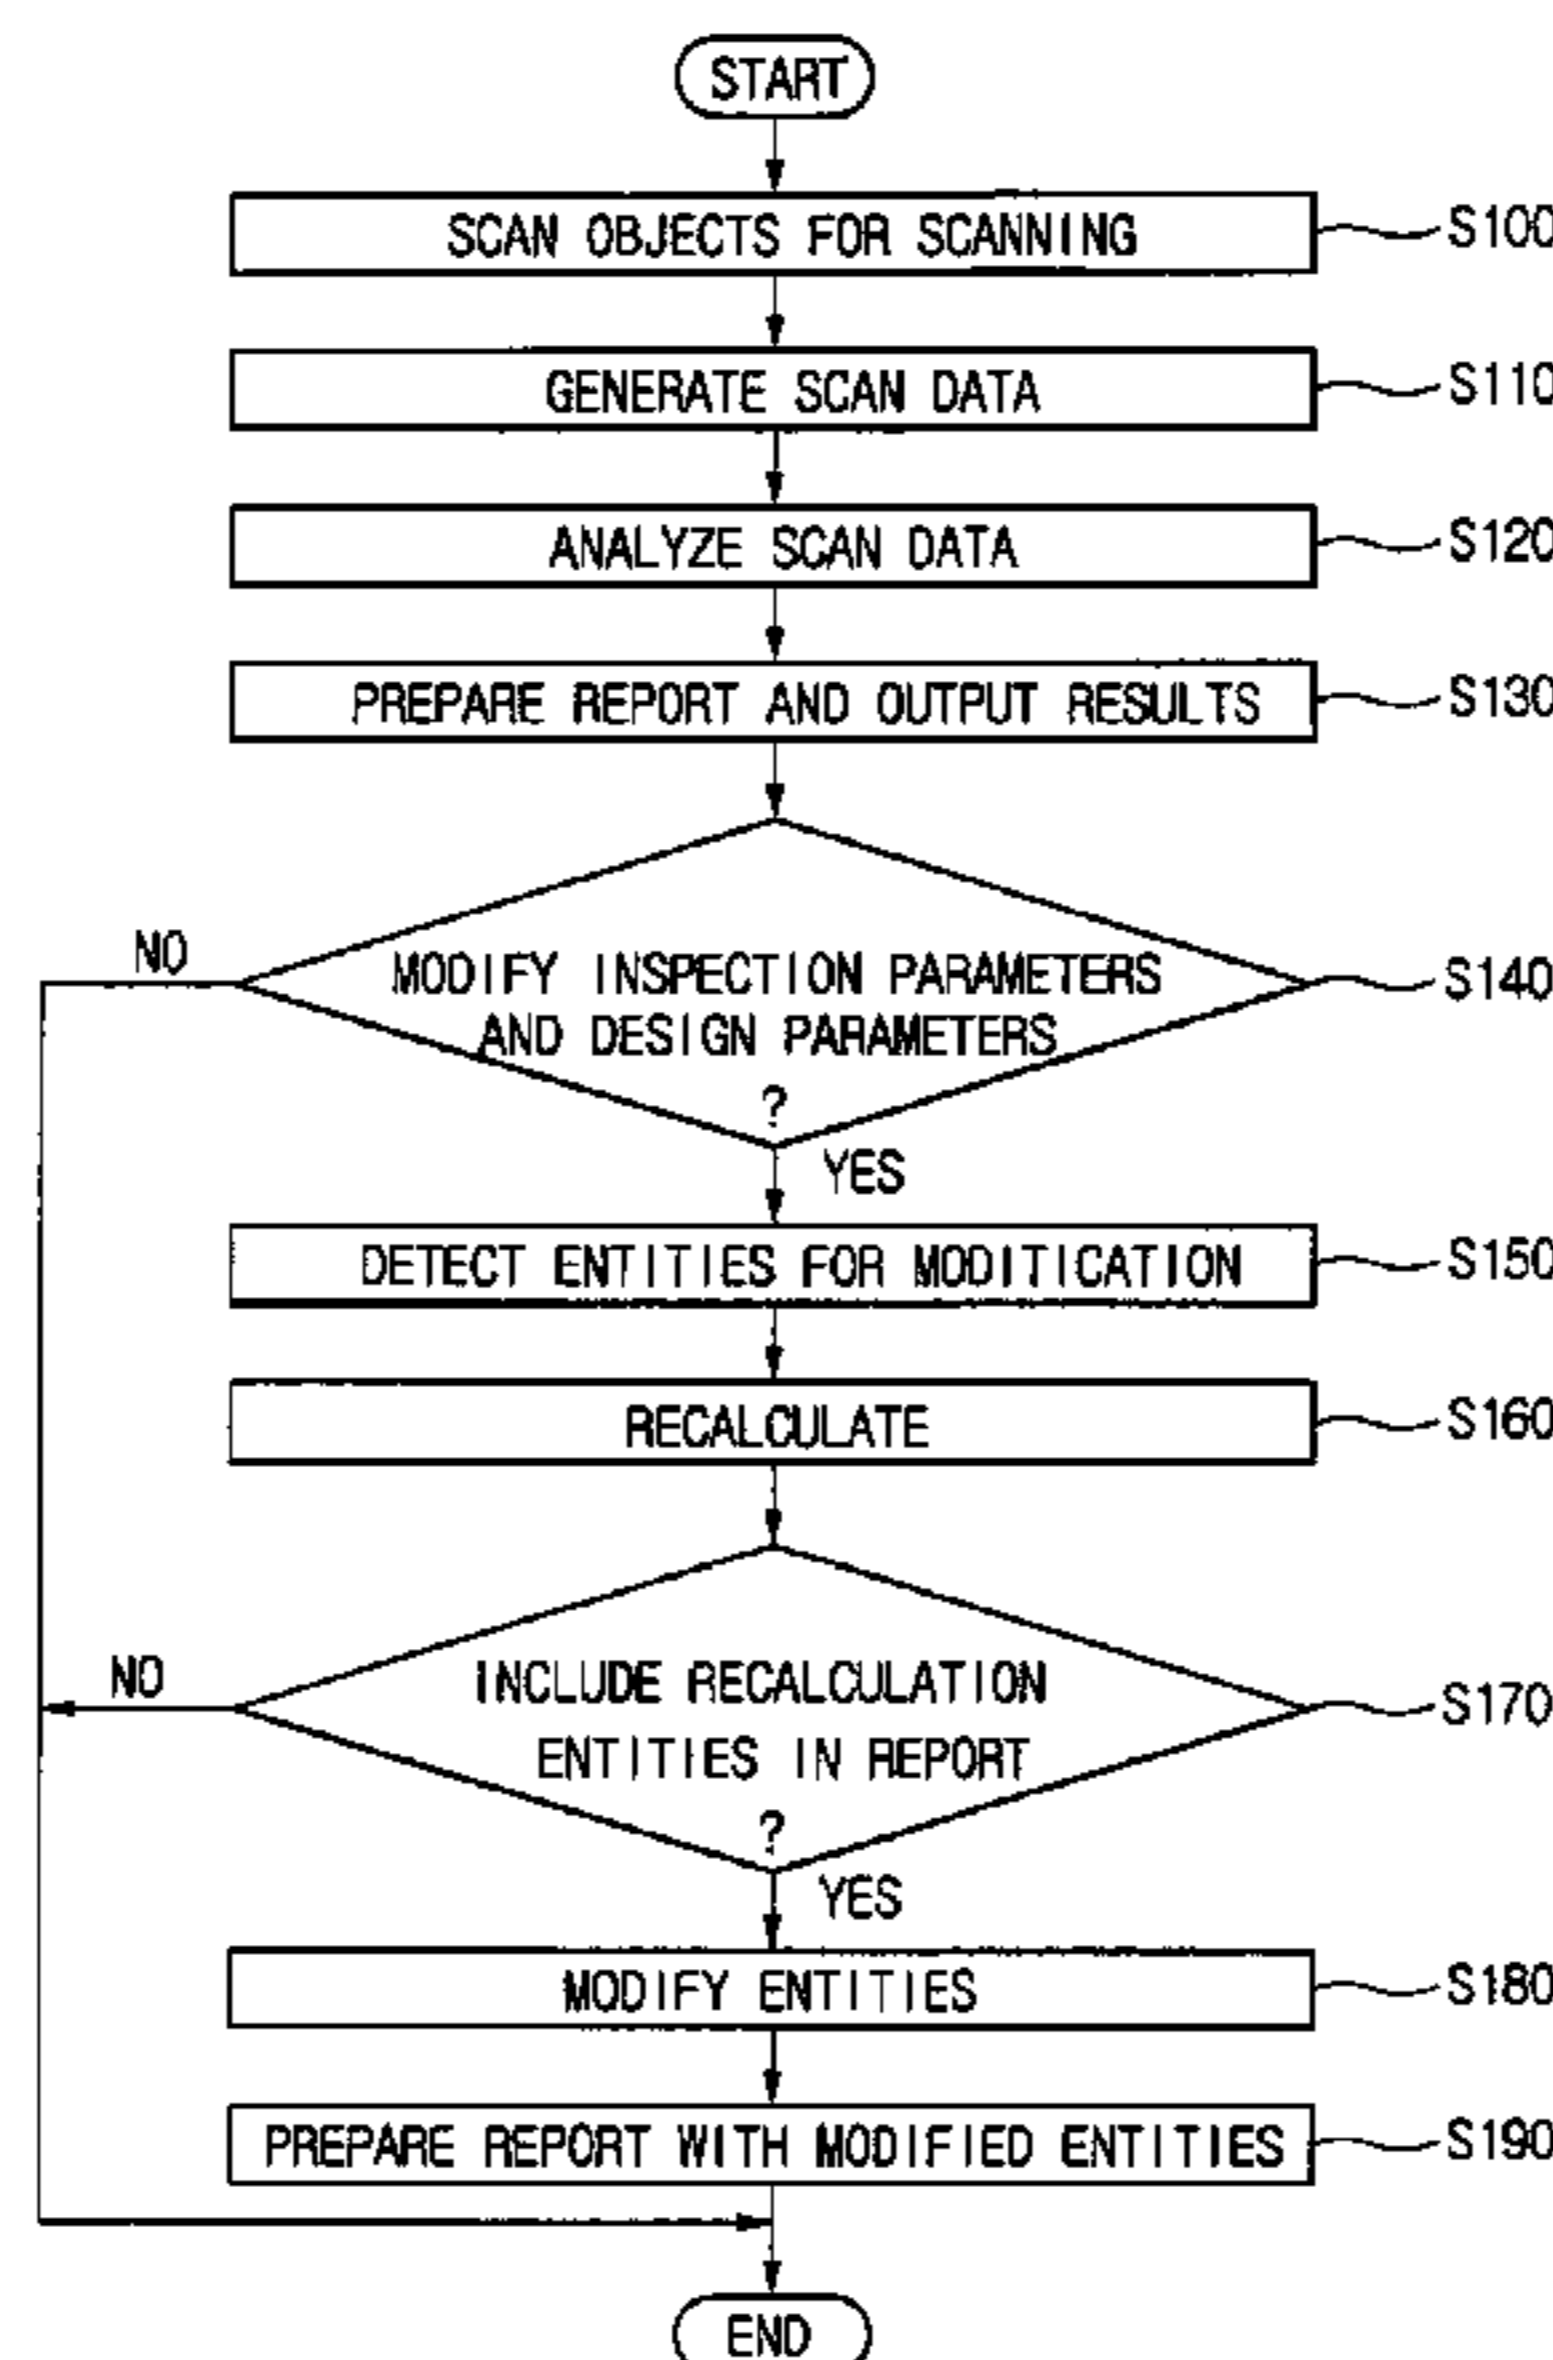 START
SCAN OBJECTS FOR SCANNING
S100
GENERATE SCAN DATA
S110
ANALYZE SCAN DATA
S120
PREPARE REPORT AND OUTPUT RESULTS
S130
NO
MODIFY INSPECTION PARAMETERS
AND DESIGN PARAMETERS
?
S140
YES
DETECT ENTITIES FOR MODITICATION
S150
RECALCULATE
S160
NO
INCLUDE RECALCULATION
ENTITIES IN REPORT
?
S170
YES
MODIFY ENTITIES
S180
PREPARE REPORT WITH MODIFIED ENTITIES
S190
END